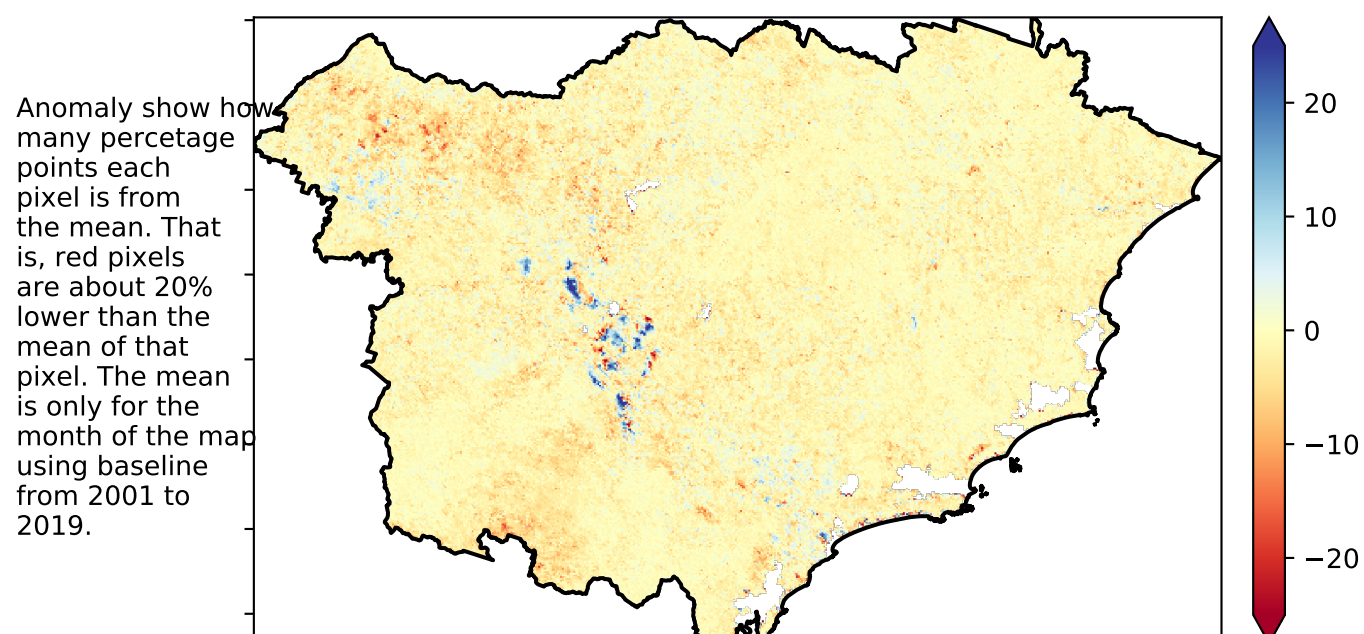 Anomaly show how
many percetage
points each
pixel is from
the mean. That
is, red pixels
are about 20%
lower than the
mean of that
pixel. The mean
is only for the
month of the map
using baseline
from 2001 to
2019.
20
10
0
−10
−20